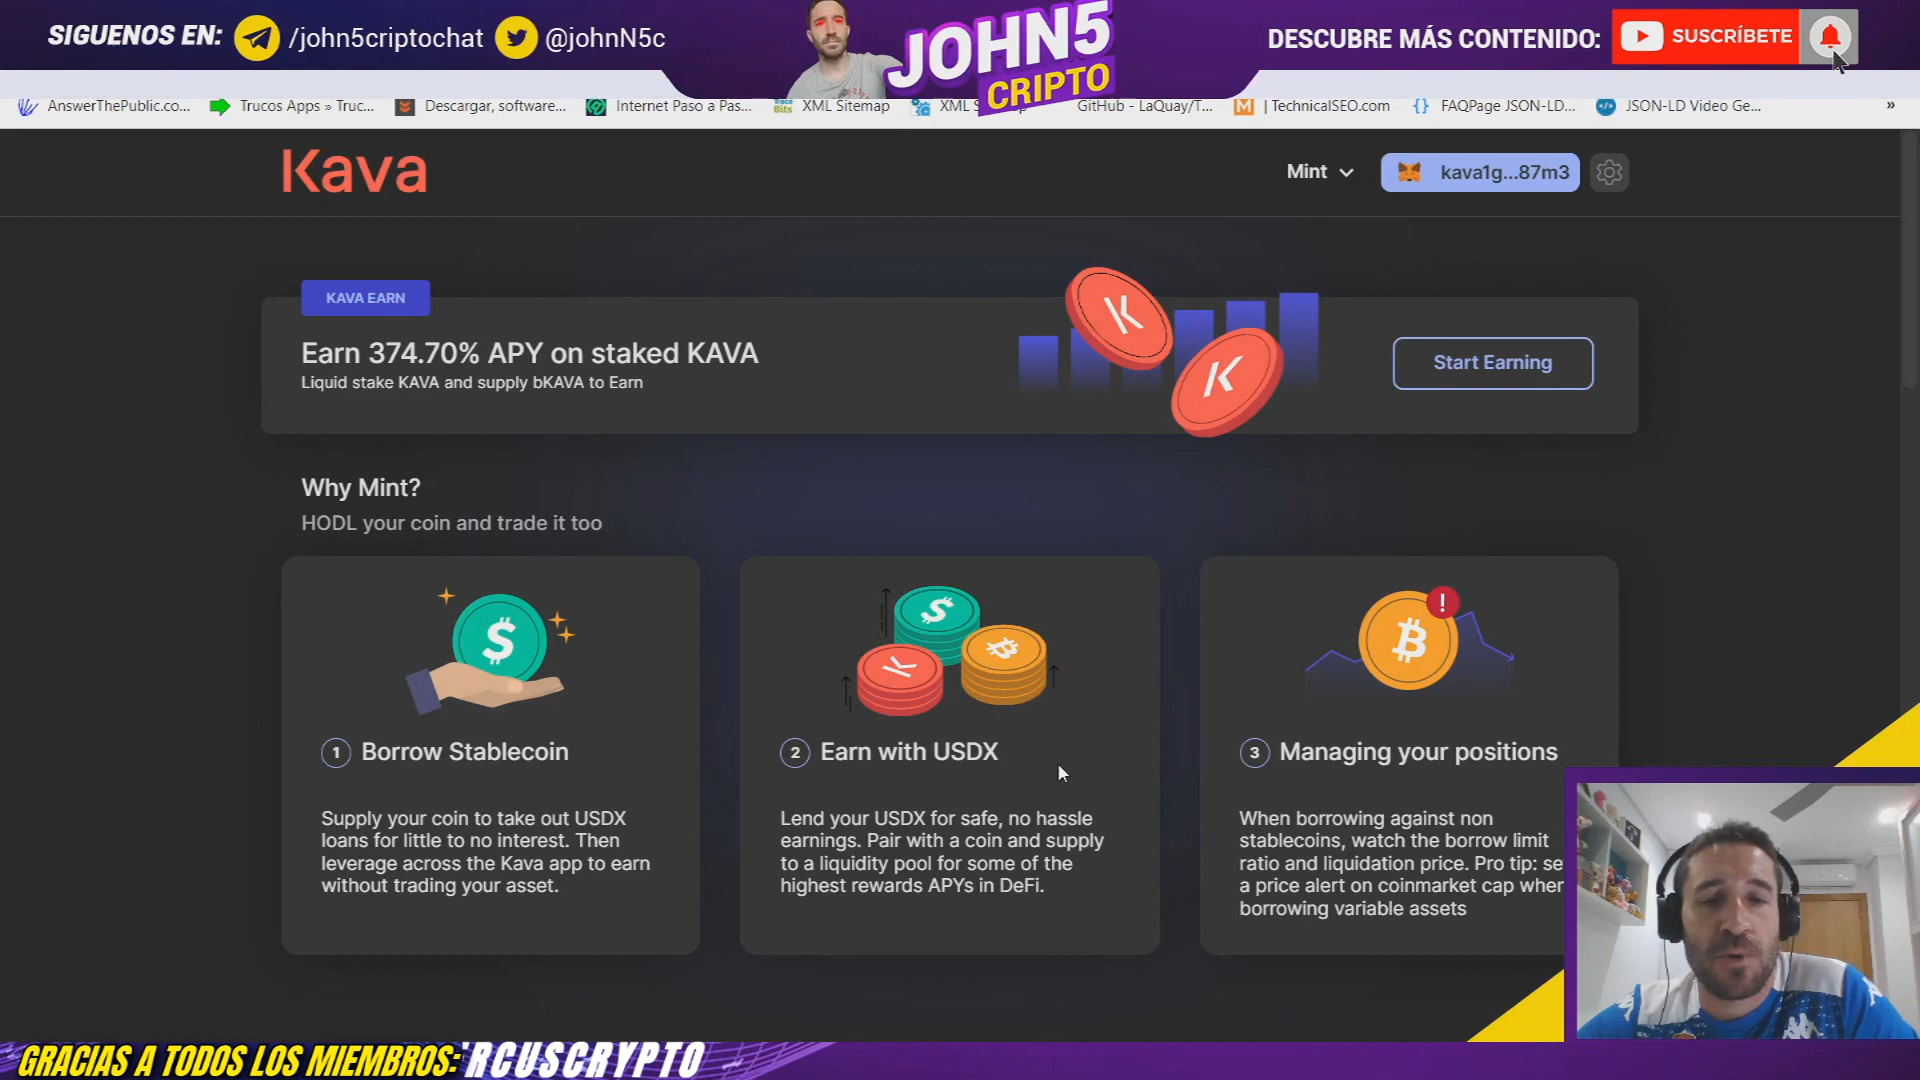 SIGUENOS EN: /john5criptochat @johnN5c
JOHN5
CRIPTO
DESCUBRE MÁS CONTENIDO: SUSCRÍBETE
AnswerThePublic.co... Trucos Apps » Truc... Descargar, software... Internet Paso a Pas... XML Sitemap XML S GitHub - LaQuay/T... | TechnicalSEO.com FAQPage JSON-LD... JSON-LD Video Ge... »
Kava
Mint
kava1g...87m3
KAVA EARN
Earn 374.70% APY on staked KAVA
Liquid stake KAVA and supply bKAVA to Earn
Start Earning
Why Mint?
HODL your coin and trade it too
1 Borrow Stablecoin
Supply your coin to take out USDX
loans for little to no interest. Then
leverage across the Kava app to earn
without trading your asset.
2 Earn with USDX
Lend your USDX for safe, no hassle
earnings. Pair with a coin and supply
to a liquidity pool for some of the
highest rewards APYs in DeFi.
3 Managing your positions
When borrowing against non
stablecoins, watch the borrow limit
ratio and liquidation price. Pro tip: se
a price alert on coinmarket cap when
borrowing variable assets
GRACIAS A TODOS LOS MIEMBROS: RCUSCRYPTO